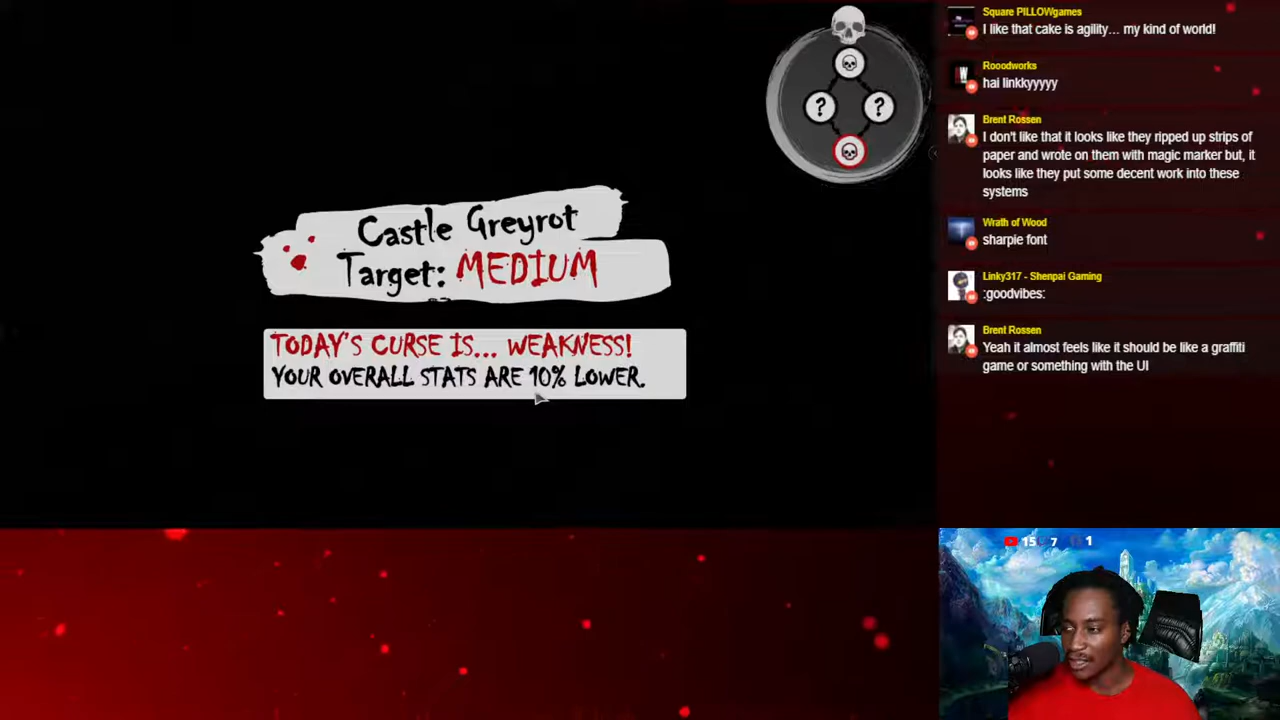 Castle Greyrot
Target: MEDIUM
TODAY'S CURSE IS... WEAKNESS!
YOUR OVERALL STATS ARE 10% LOWER.
?
?
Square PILLOWgames
I like that cake is agility… my kind of world!
Rooodworks
hai linkkyyyyy
Brent Rossen
I don't like that it looks like they ripped up strips of
paper and wrote on them with magic marker but, it
looks like they put some decent work into these
systems
Wrath of Wood
sharpie font
Linky317 - Shenpai Gaming
:goodvibes:
Brent Rossen
Yeah it almost feels like it should be like a graffiti
game or something with the UI
15 7 1